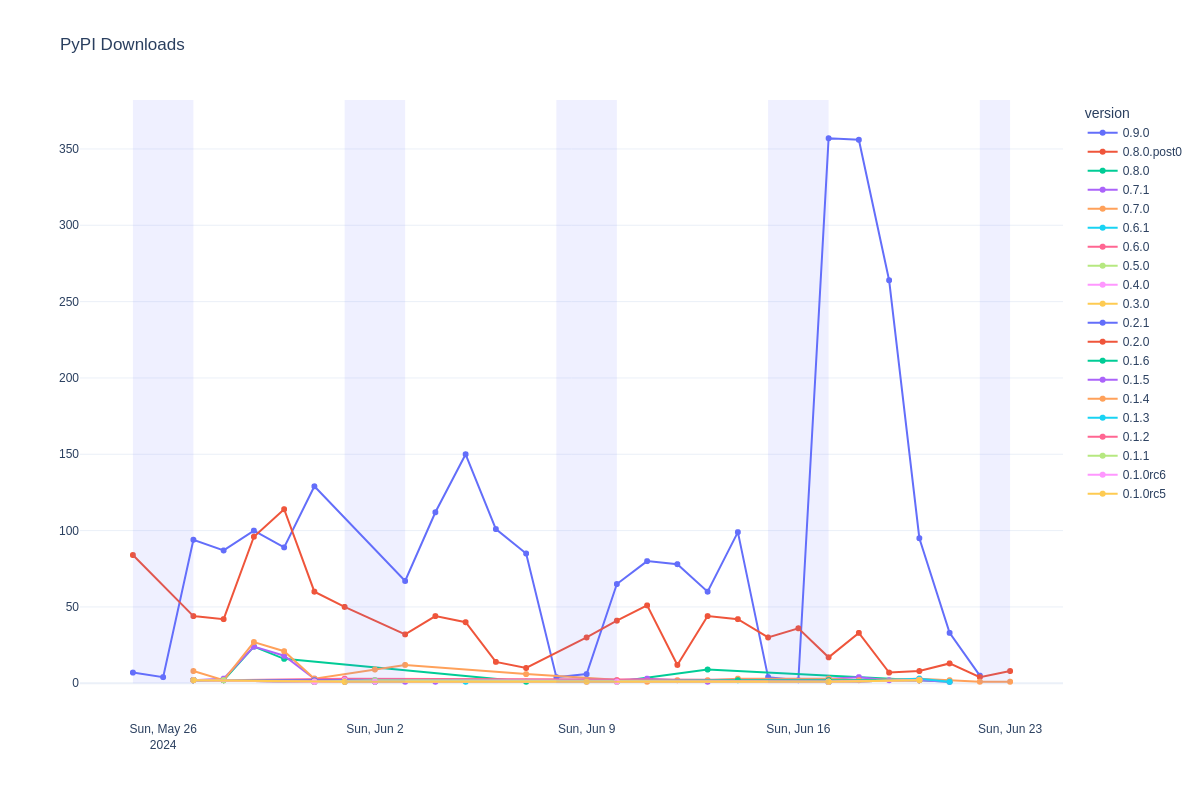 PyPI Downloads
350
300
250
200
150
100
50
0
Sun, May 26
2024
Sun, Jun 2
Sun, Jun 9
Sun, Jun 16
Sun, Jun 23
version
0.9.0
0.8.0.post0
0.8.0
0.7.1
0.7.0
0.6.1
0.6.0
0.5.0
0.4.0
0.3.0
0.2.1
0.2.0
0.1.6
0.1.5
0.1.4
0.1.3
0.1.2
0.1.1
0.1.0rc6
0.1.0rc5